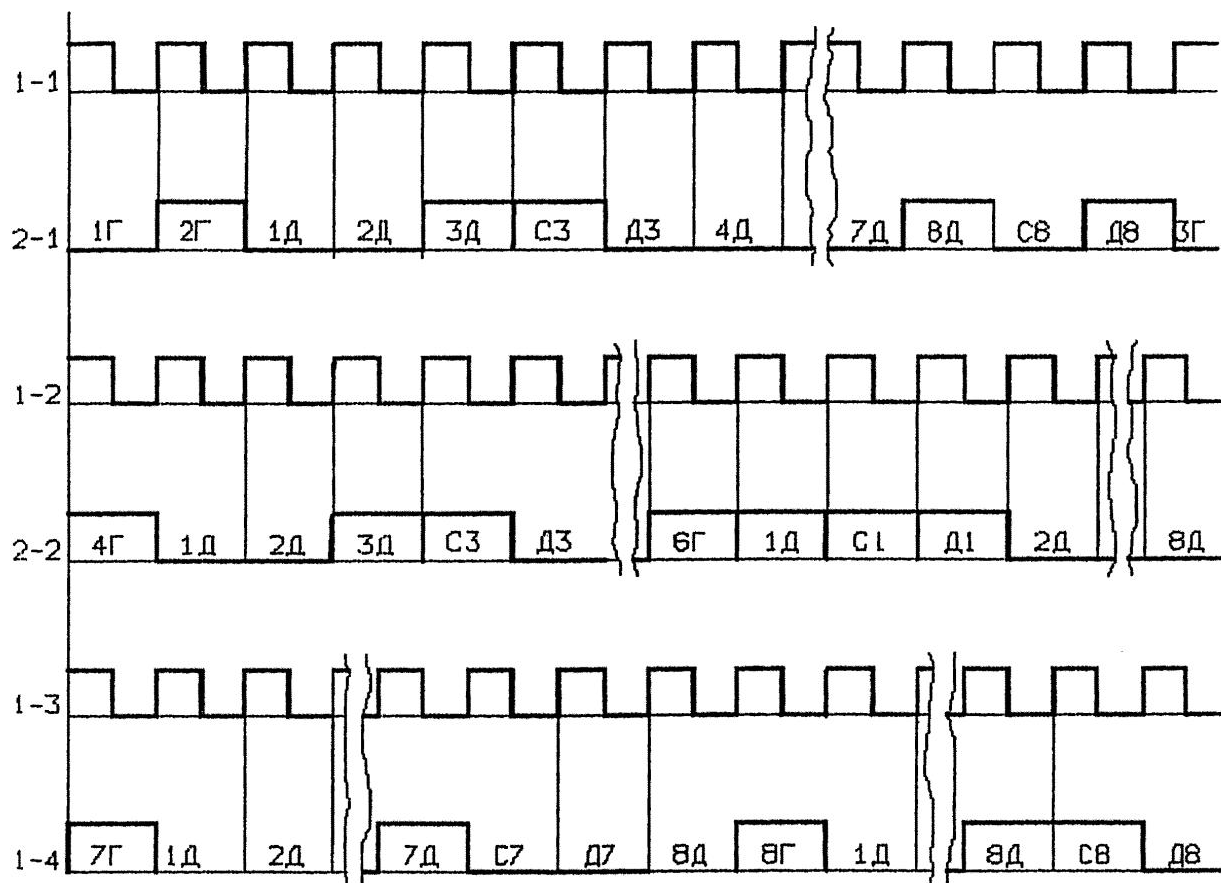 1-1
2-1 1Г 2Г 1Д 2Д 3Д С3 Д3 4Д 7Д 8Д С8 Д8 3Г
1-2
2-2 4Г 1Д 2Д 3Д С3 Д3 6Г 1Д С1 Д1 2Д 8Д
1-3
1-4 7Г 1Д 2Д 7Д С7 Д7 8Д 8Г 1Д 8Д С8 Д8